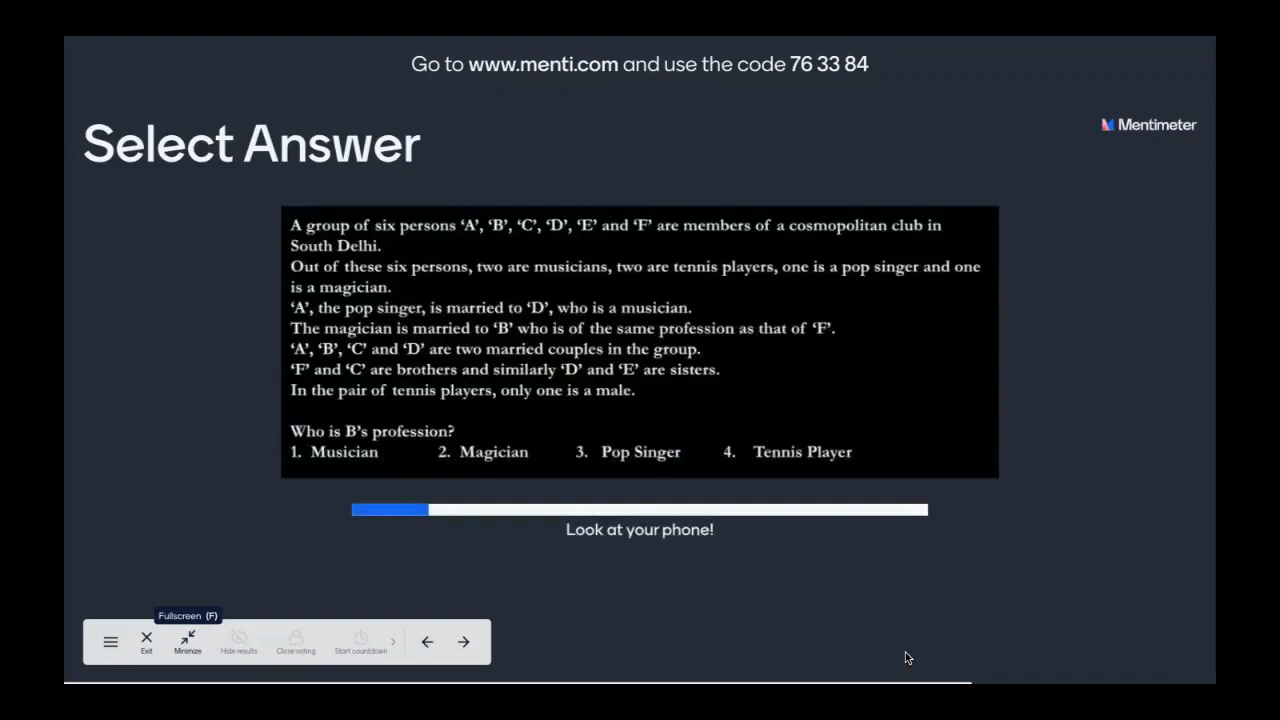 Go to www.menti.com and use the code 76 33 84
Mentimeter
Select Answer
A group of six persons ‘A’, ‘B’, ‘C’, ‘D’, ‘E’ and ‘F’ are members of a cosmopolitan club in
South Delhi.
Out of these six persons, two are musicians, two are tennis players, one is a pop singer and one
is a magician.
‘A’, the pop singer, is married to ‘D’, who is a musician.
The magician is married to ‘B’ who is of the same profession as that of ‘F’.
‘A’, ‘B’, ‘C’ and ‘D’ are two married couples in the group.
‘F’ and ‘C’ are brothers and similarly ‘D’ and ‘E’ are sisters.
In the pair of tennis players, only one is a male.
Who is B’s profession?
1. Musician 2. Magician 3. Pop Singer 4. Tennis Player
Look at your phone!
Fullscreen (F)
Exit Minimize Hide results Close voting Start countdown